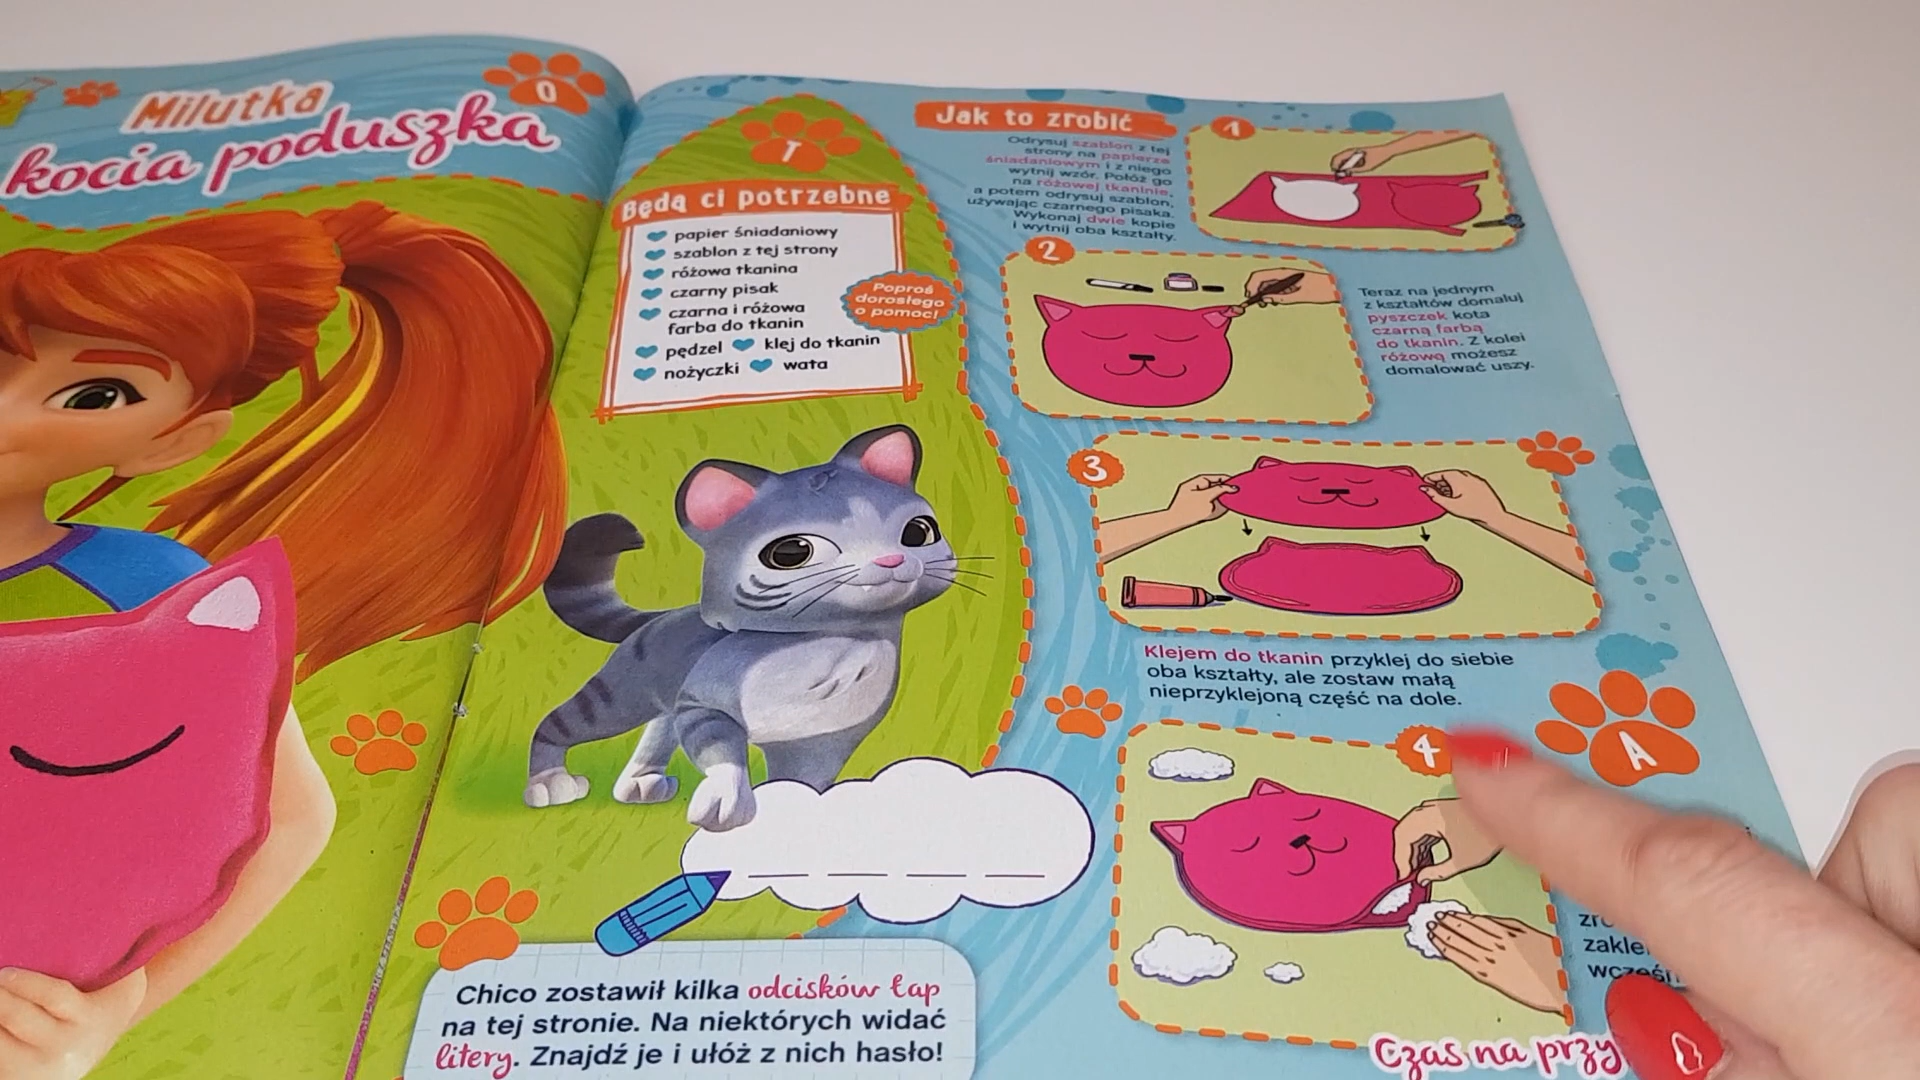 Milutka
kocia poduszka
O
T
Będą ci potrzebne
papier śniadaniowy
szablon z tej strony
różowa tkanina
czarny pisak
czarna i różowa
farba do tkanin
pędzel klej do tkanin
nożyczki wata
Poproś
dorosłego
o pomoc!
Jak to zrobić
Odrysuj szablon z tej
strony na papierze
śniadaniowym i z niego
wytnij wzór. Połóż go
na różowej tkaninie,
a potem odrysuj szablon,
używając czarnego pisaka.
Wykonaj dwie kopie
i wytnij oba kształty.
1
2
Teraz na jednym
z kształtów domaluj
pyszczek kota
czarną farbą
do tkanin. Z kolei
różową możesz
domalować uszy.
3
Klejem do tkanin przyklej do siebie
oba kształty, ale zostaw małą
nieprzyklejoną część na dole.
4
A
Chico zostawił kilka odcisków łap
na tej stronie. Na niektórych widać
litery. Znajdź je i ułóż z nich hasło!
Czas na przy